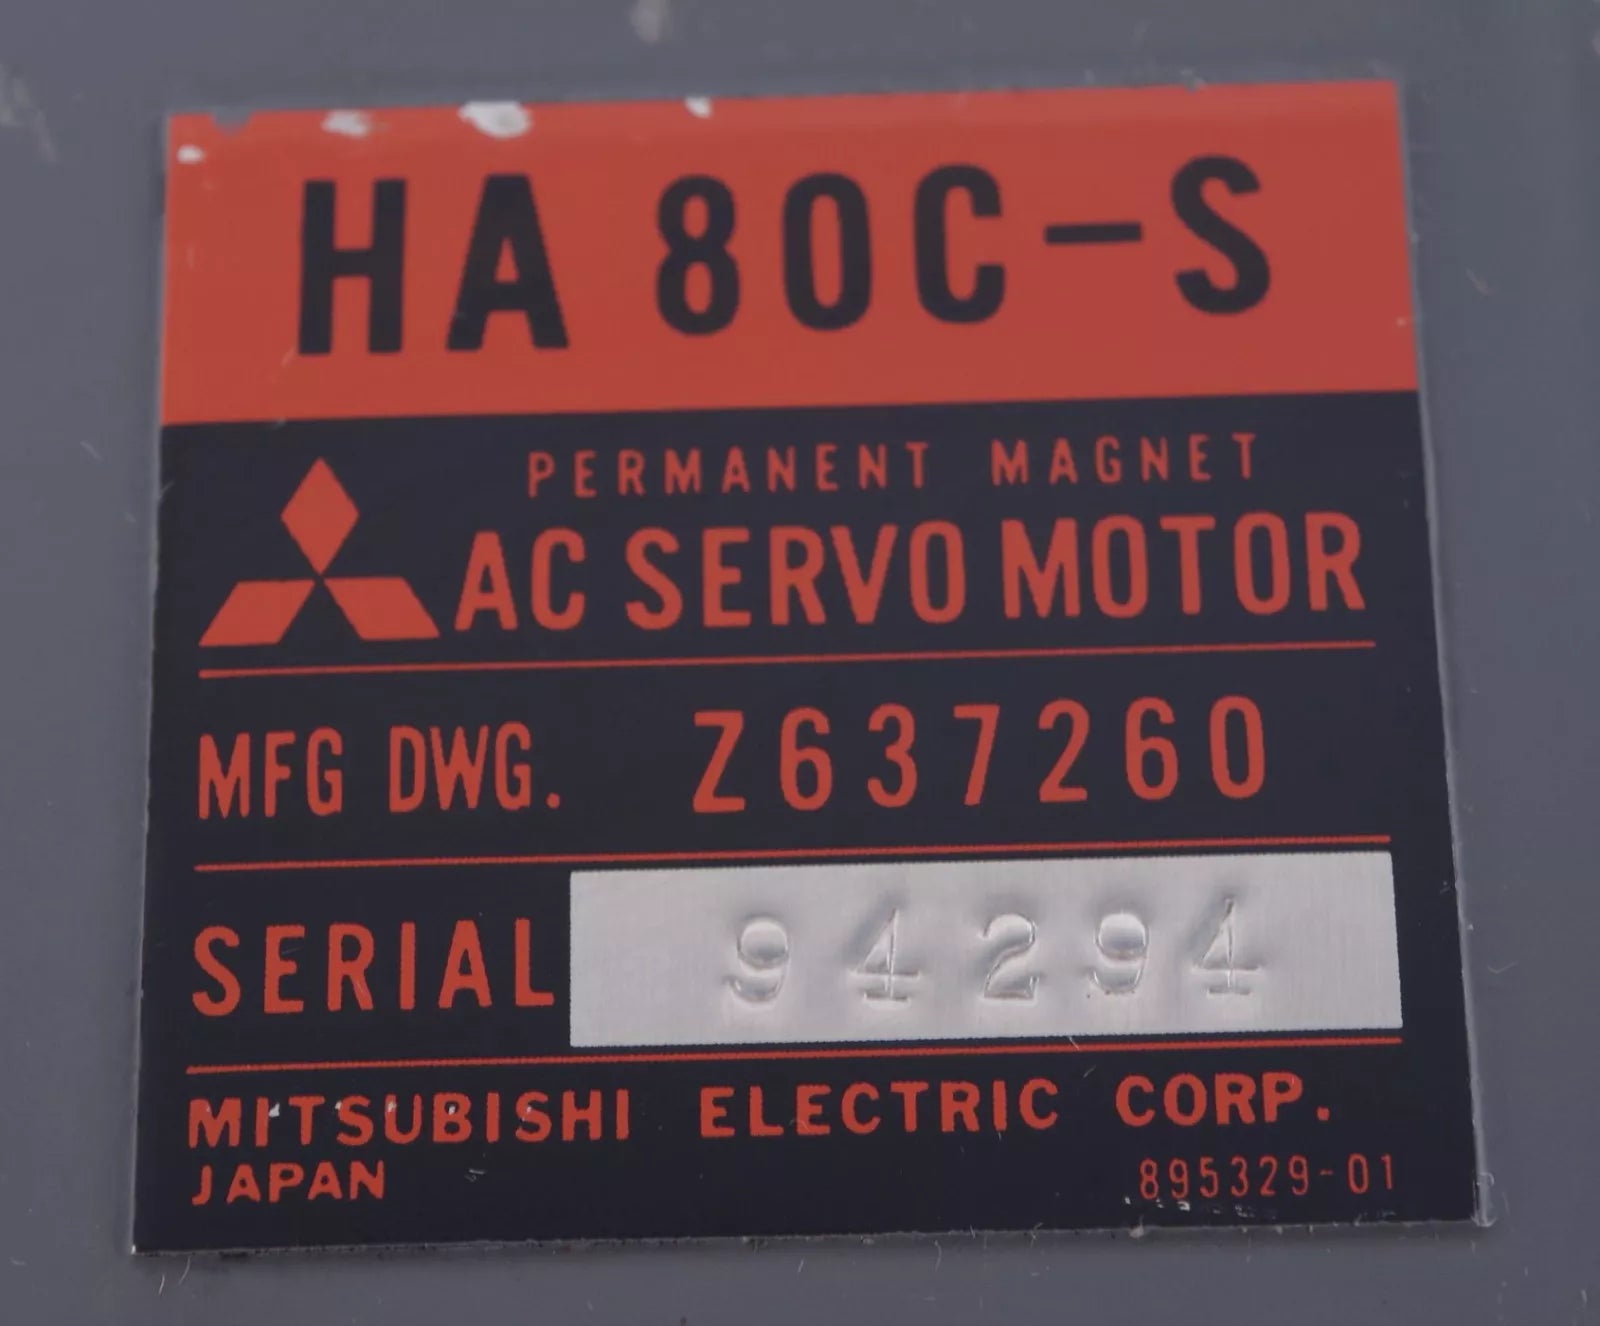 HA 80C-S
PERMANENT MAGNET
AC SERVO MOTOR
MFG DWG. Z637260
SERIAL 94294
MITSUBISHI ELECTRIC CORP.
JAPAN 895329-01